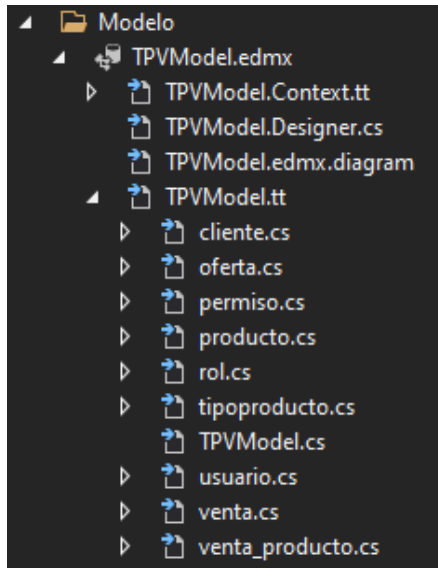 Modelo
TPVModel.edmx
TPVModel.Context.tt
TPVModel.Designer.cs
TPVModel.edmx.diagram
TPVModel.tt
cliente.cs
oferta.cs
permiso.cs
producto.cs
rol.cs
tipoproducto.cs
TPVModel.cs
usuario.cs
venta.cs
venta_producto.cs